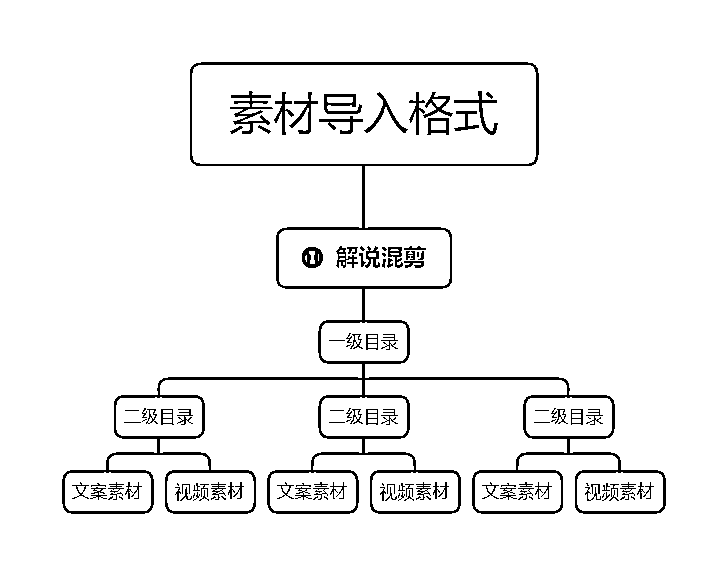 素材导入格式
解说混剪
一级目录
二级目录 二级目录 二级目录
文案素材 视频素材 文案素材 视频素材 文案素材 视频素材